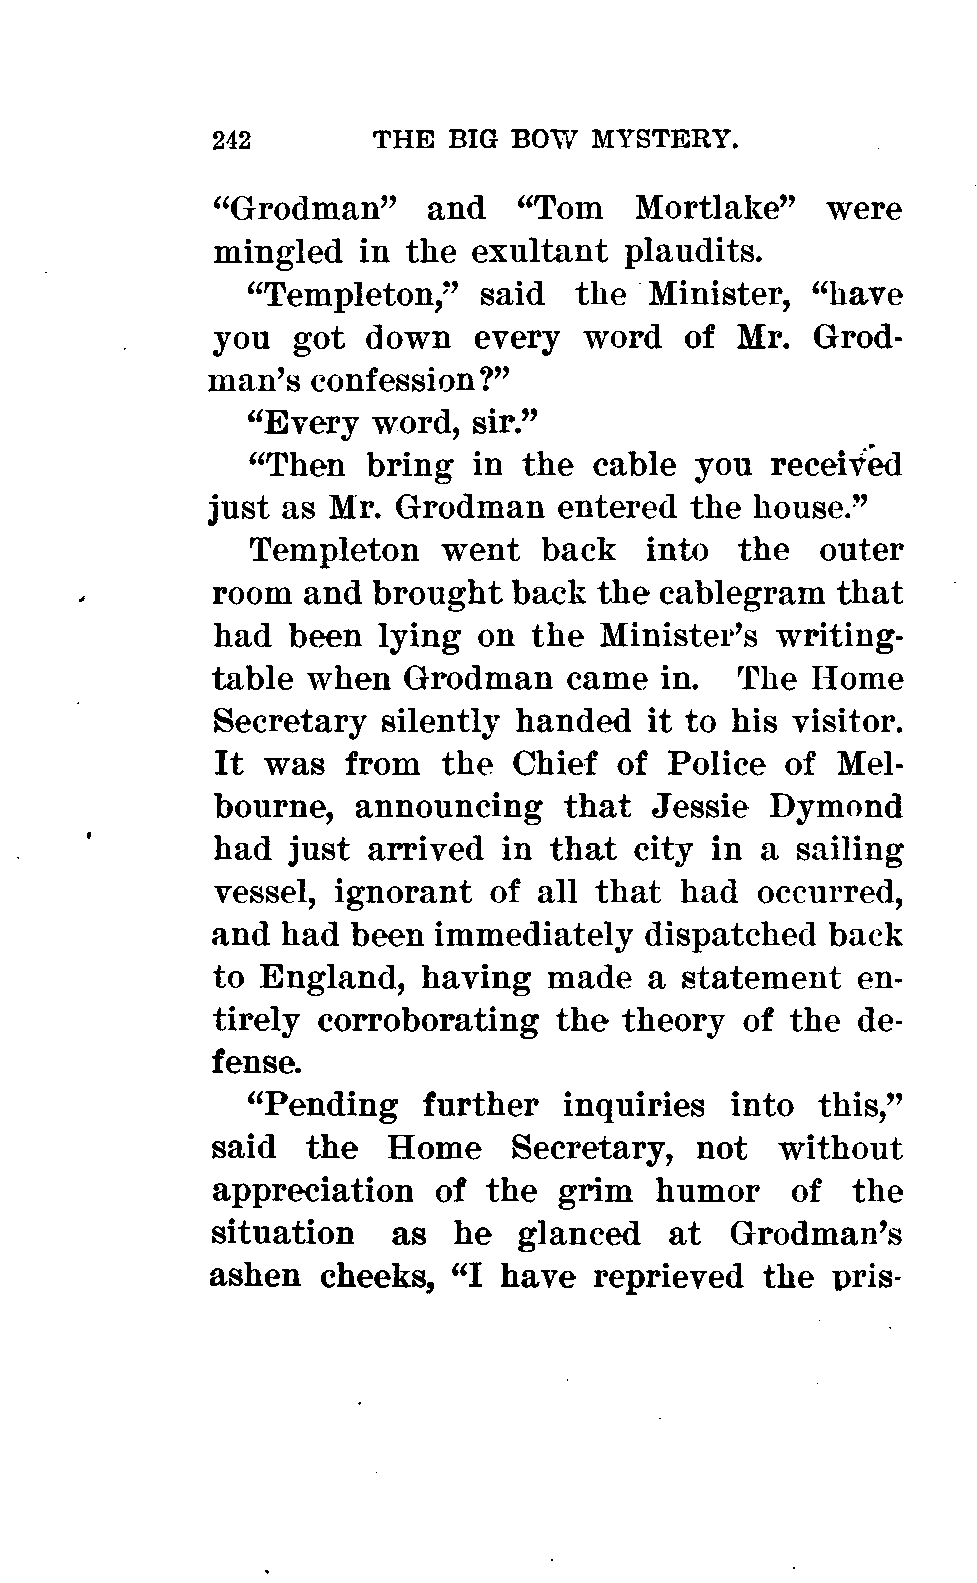 242 THE BIG BOW MYSTERY.
“Grodman” and “Tom Mortlake” were
mingled in the exultant plaudits.
“Templeton,” said the Minister, “have
you got down every word of Mr. Grod-
man’s confession?”
“Every word, sir.”
“Then bring in the cable you received
just as Mr. Grodman entered the house.”
Templeton went back into the outer
room and brought back the cablegram that
had been lying on the Minister’s writing-
table when Grodman came in. The Home
Secretary silently handed it to his visitor.
It was from the Chief of Police of Mel-
bourne, announcing that Jessie Dymond
had just arrived in that city in a sailing
vessel, ignorant of all that had occurred,
and had been immediately dispatched back
to England, having made a statement en-
tirely corroborating the theory of the de-
fense.
“Pending further inquiries into this,”
said the Home Secretary, not without
appreciation of the grim humor of the
situation as he glanced at Grodman’s
ashen cheeks, “I have reprieved the pris-